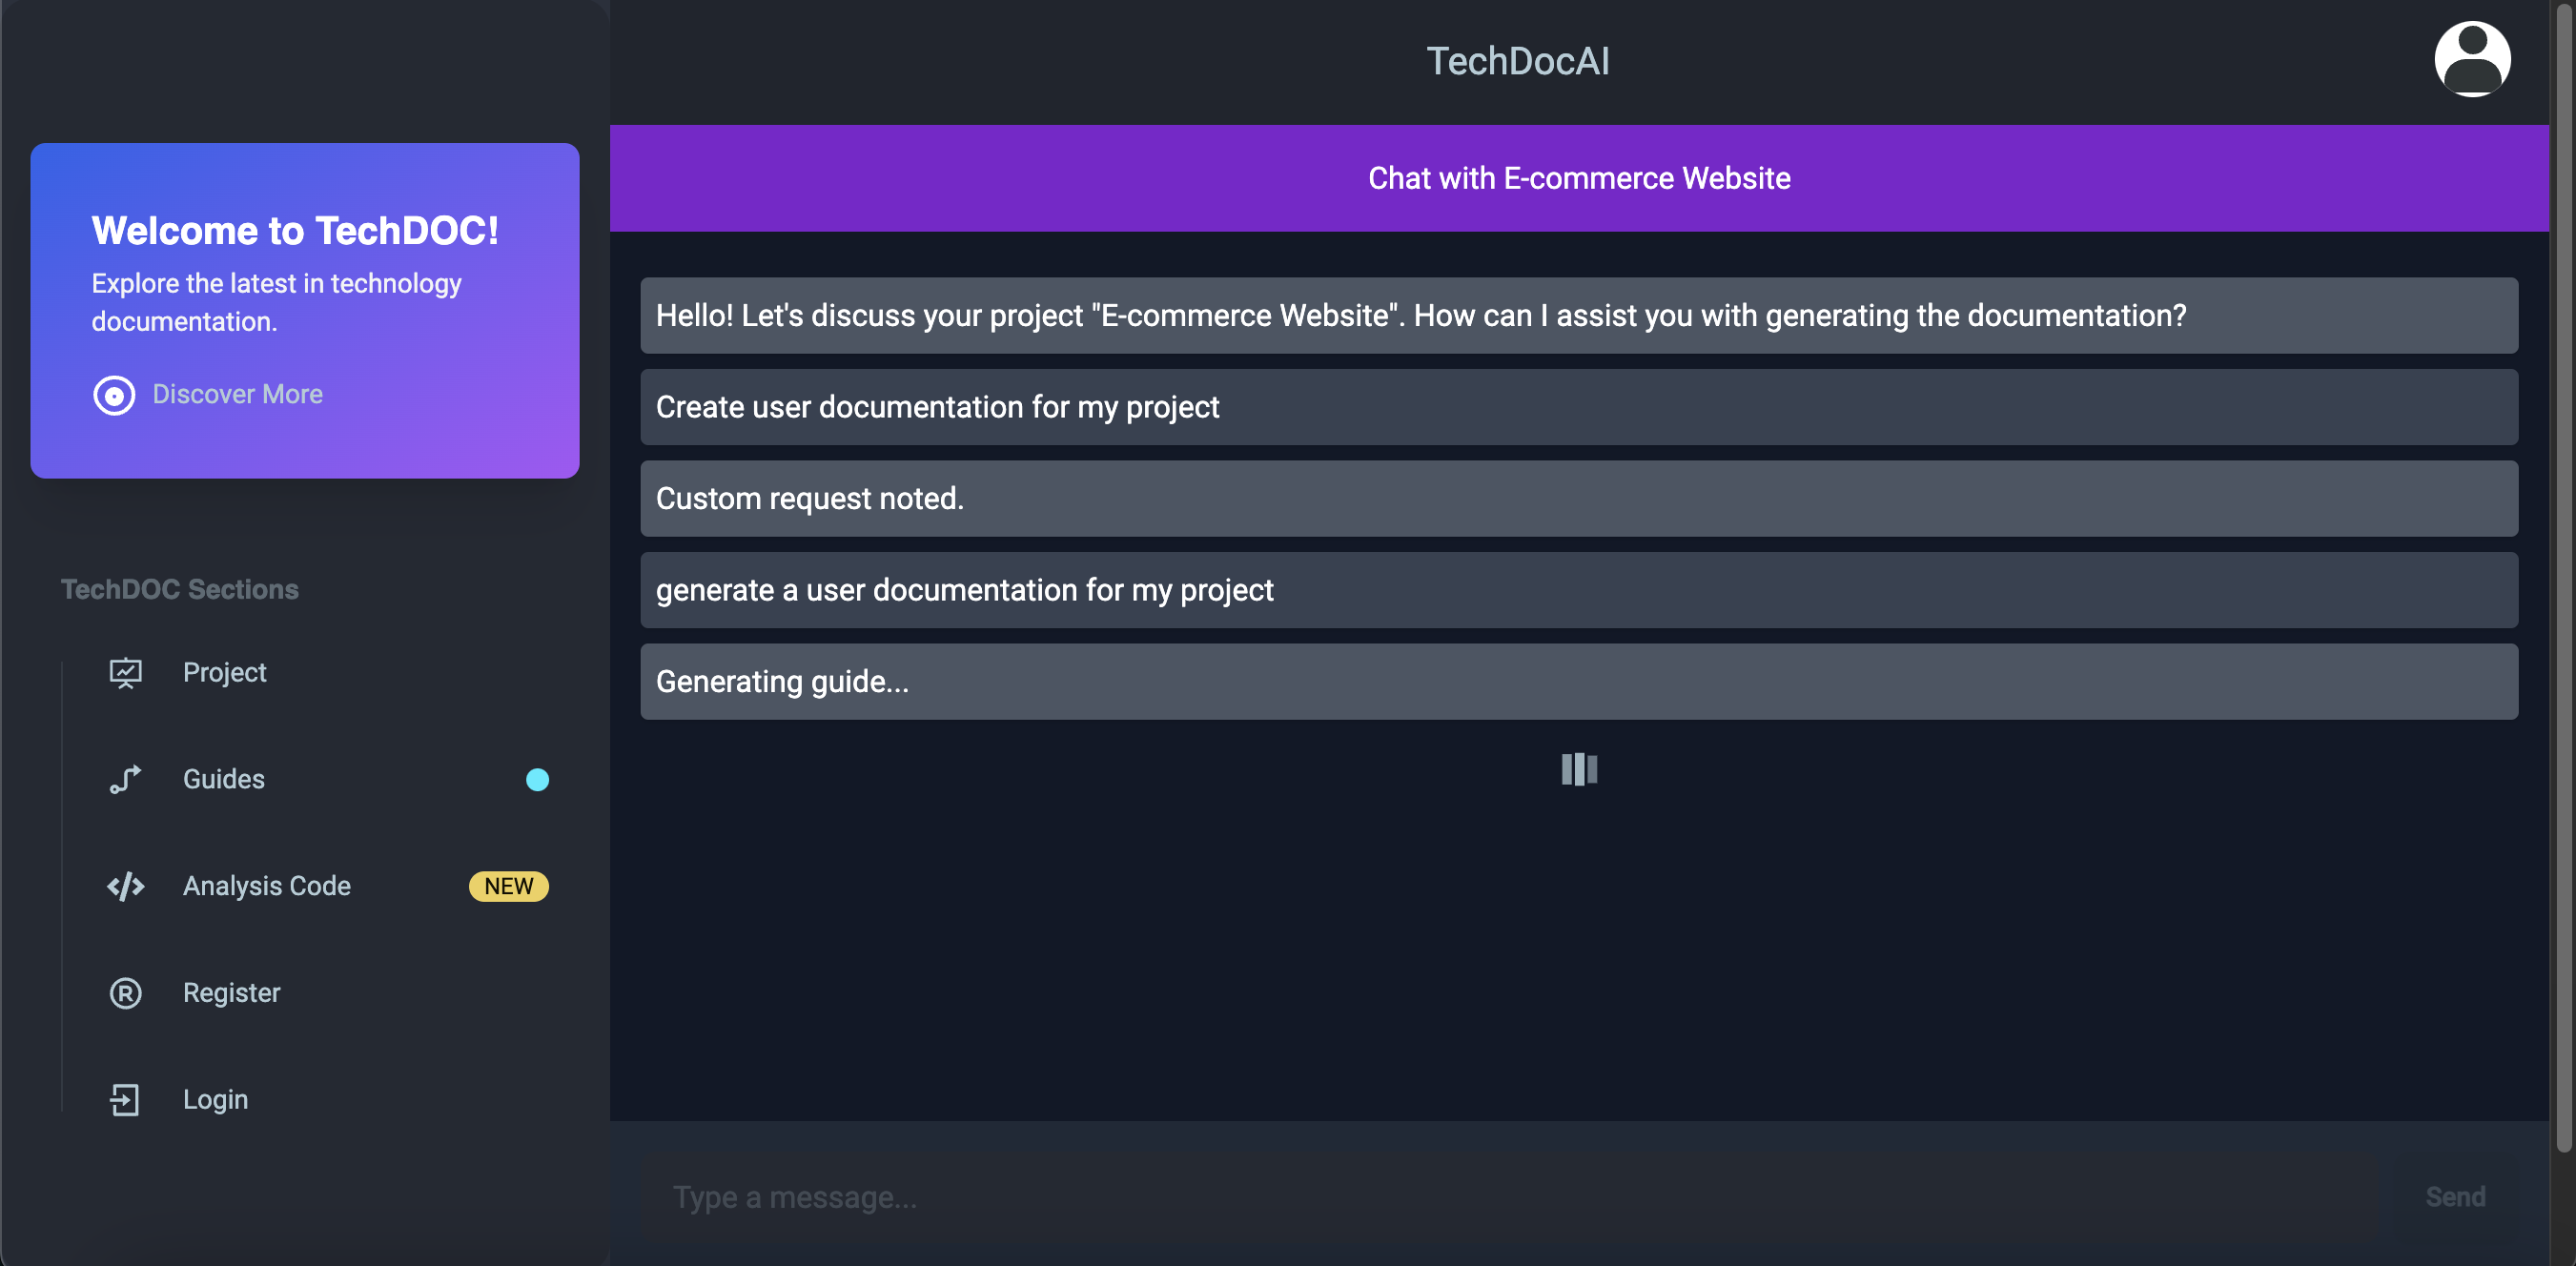 TechDocAI
Welcome to TechDOC!
Explore the latest in technology
documentation.
Discover More
TechDOC Sections
Project
Guides
Analysis Code
NEW
Register
Login
Chat with E-commerce Website
Hello! Let's discuss your project "E-commerce Website". How can I assist you with generating the documentation?
Create user documentation for my project
Custom request noted.
generate a user documentation for my project
Generating guide...
Type a message...
Send